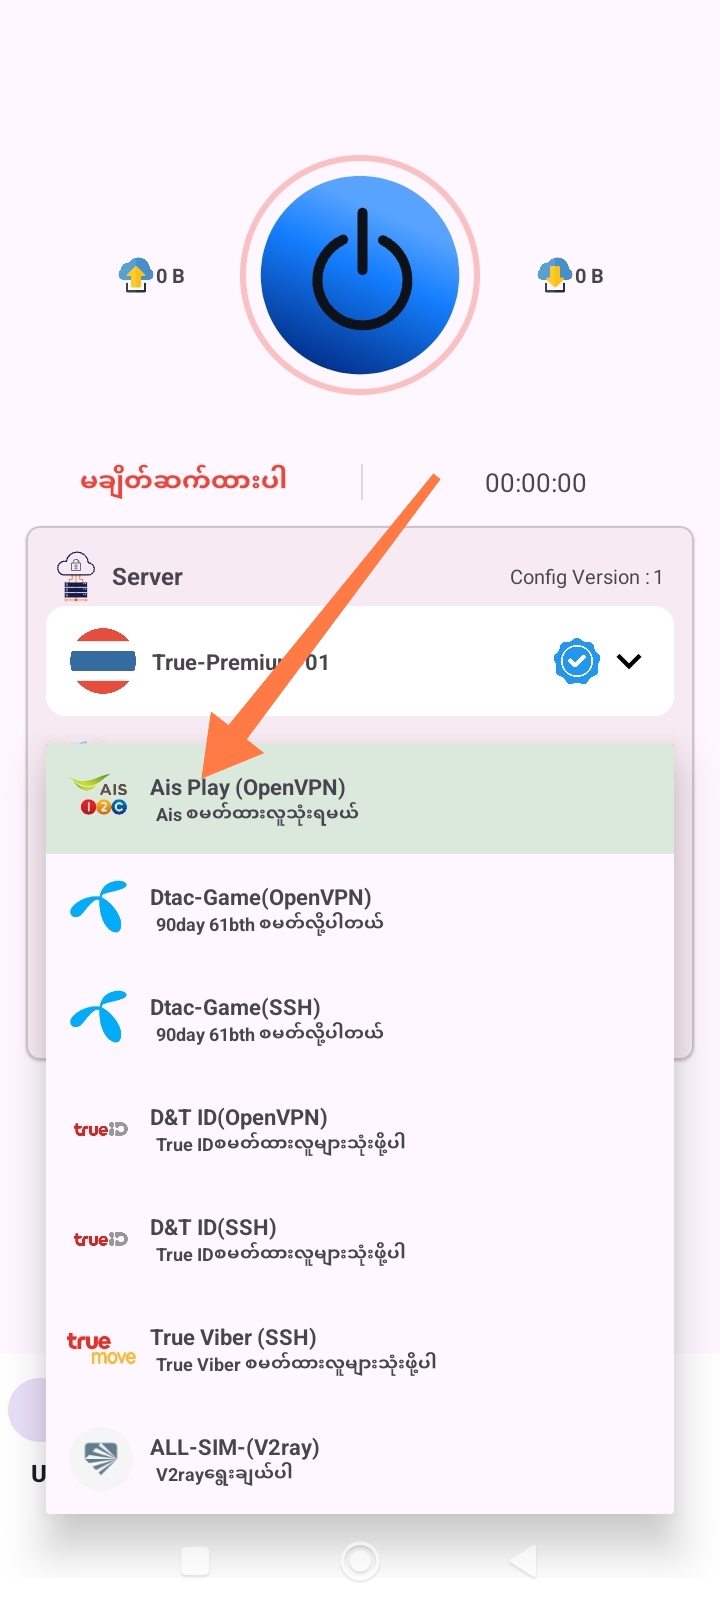 0 B
0 B
မချိတ်ဆက်ထားပါ
00:00:00
Server
Config Version : 1
True-Premium 01
AIS
1 2 C
Ais Play (OpenVPN)
Ais စမတ်ထားလူသုံးရမယ်
Dtac-Game(OpenVPN)
90day 61bth စမတ်လို့ပါတယ်
Dtac-Game(SSH)
90day 61bth စမတ်လို့ပါတယ်
trueID
D&T ID(OpenVPN)
True IDစမတ်ထားလူများသုံးဖို့ပါ
trueID
D&T ID(SSH)
True IDစမတ်ထားလူများသုံးဖို့ပါ
true
move
True Viber (SSH)
True Viber စမတ်ထားလူများသုံးဖို့ပါ
ALL-SIM-(V2ray)
V2rayရွေးချယ်ပါ
U